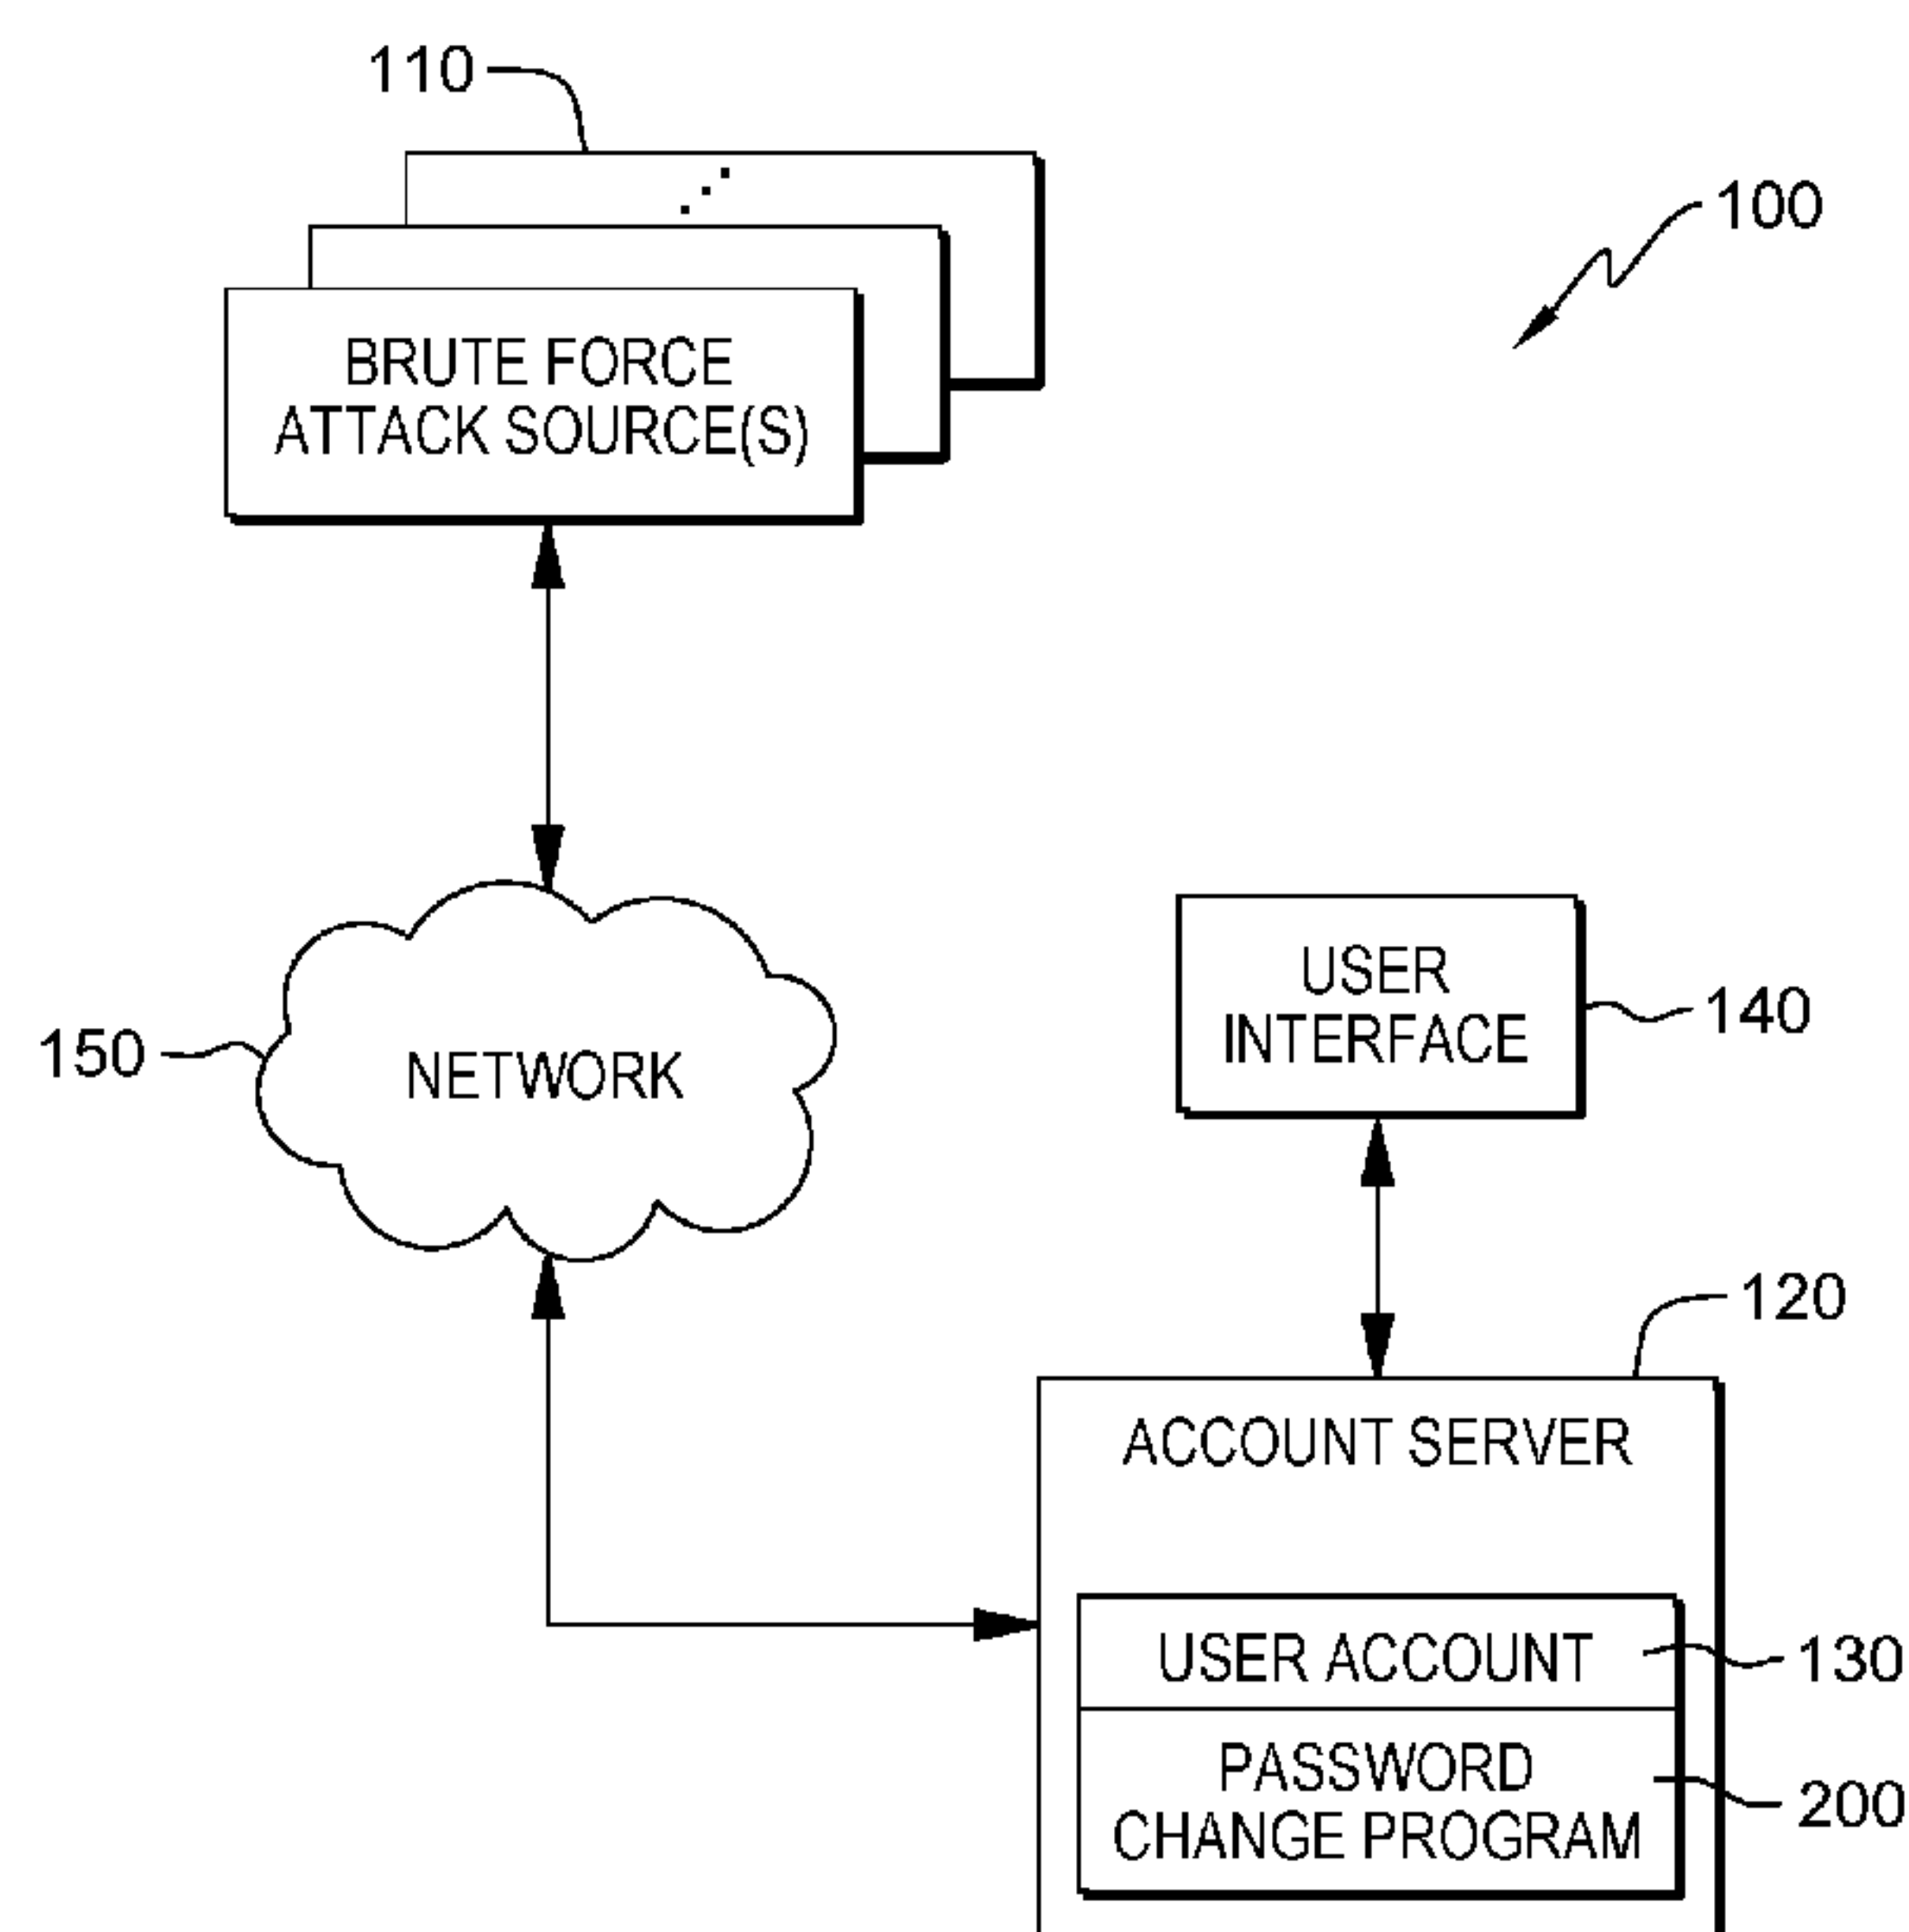 110
100
BRUTE FORCE
ATTACK SOURCE(S)
USER
INTERFACE
140
150
NETWORK
120
ACCOUNT SERVER
USER ACCOUNT
130
PASSWORD
CHANGE PROGRAM
200